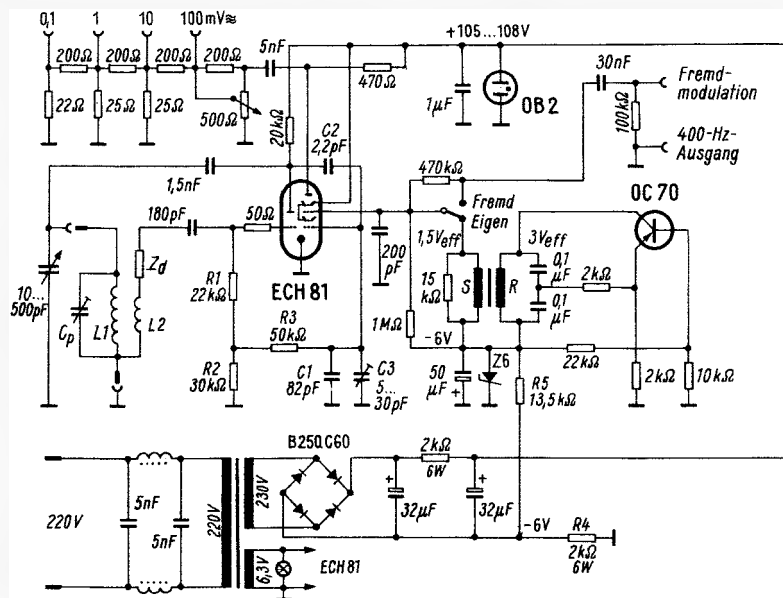 0,1 1 10 100mV≂
200Ω 200Ω 200Ω 200Ω
5nF
470Ω
22Ω 25Ω 25Ω
500Ω
20kΩ
C2
2,2pF
+105...108V
1µF
0B2
30nF
Fremd-
modulation
100kΩ
400-Hz-
Ausgang
1,5nF
470kΩ
Fremd
Eigen
OC 70
180pF
50Ω
ECH 81
200
pF
1,5Veff
3Veff
0,1
µF
0,1
µF
2kΩ
10...
500pF
Cp
L1
L2
Zd
R1
22kΩ
R3
50kΩ
R2
30kΩ
C1
82pF
C3
5...
30pF
15
kΩ
S
R
1MΩ
-6V
50
µF
+
Z6
R5
13,5kΩ
22kΩ
2kΩ
10kΩ
B250C60
220V
5nF
5nF
220V
230V
6,3V
ECH 81
2kΩ
6W
+
32µF
+
32µF
-6V
R4
2kΩ
6W